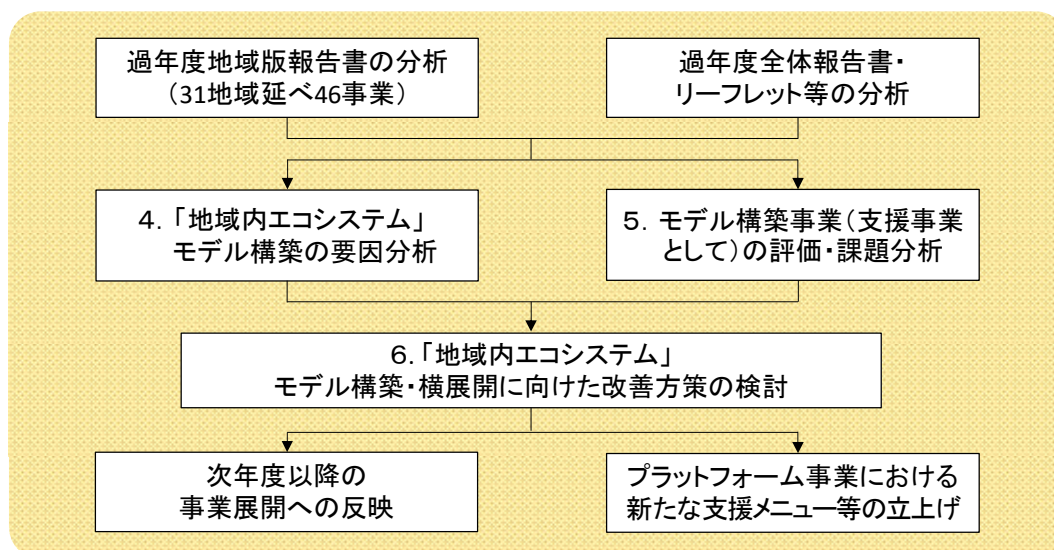 過年度地域版報告書の分析
（31地域延べ46事業）
過年度全体報告書・
リーフレット等の分析
４．「地域内エコシステム」
モデル構築の要因分析
５．モデル構築事業（支援事業
として）の評価・課題分析
６．「地域内エコシステム」
モデル構築・横展開に向けた改善方策の検討
次年度以降の
事業展開への反映
プラットフォーム事業における
新たな支援メニュー等の立上げ